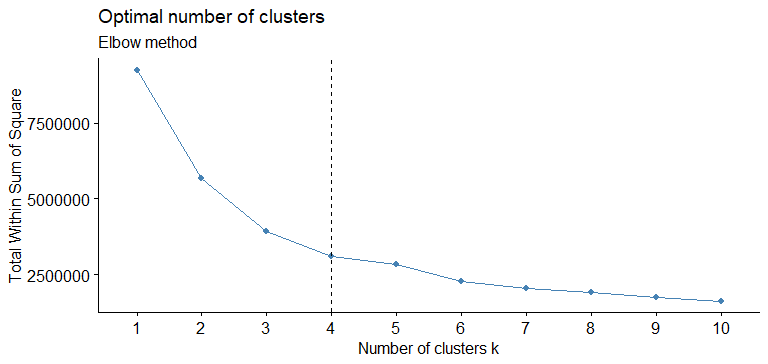 Optimal number of clusters
Elbow method
Total Within Sum of Square
7500000
5000000
2500000
1 2 3 4 5 6 7 8 9 10
Number of clusters k